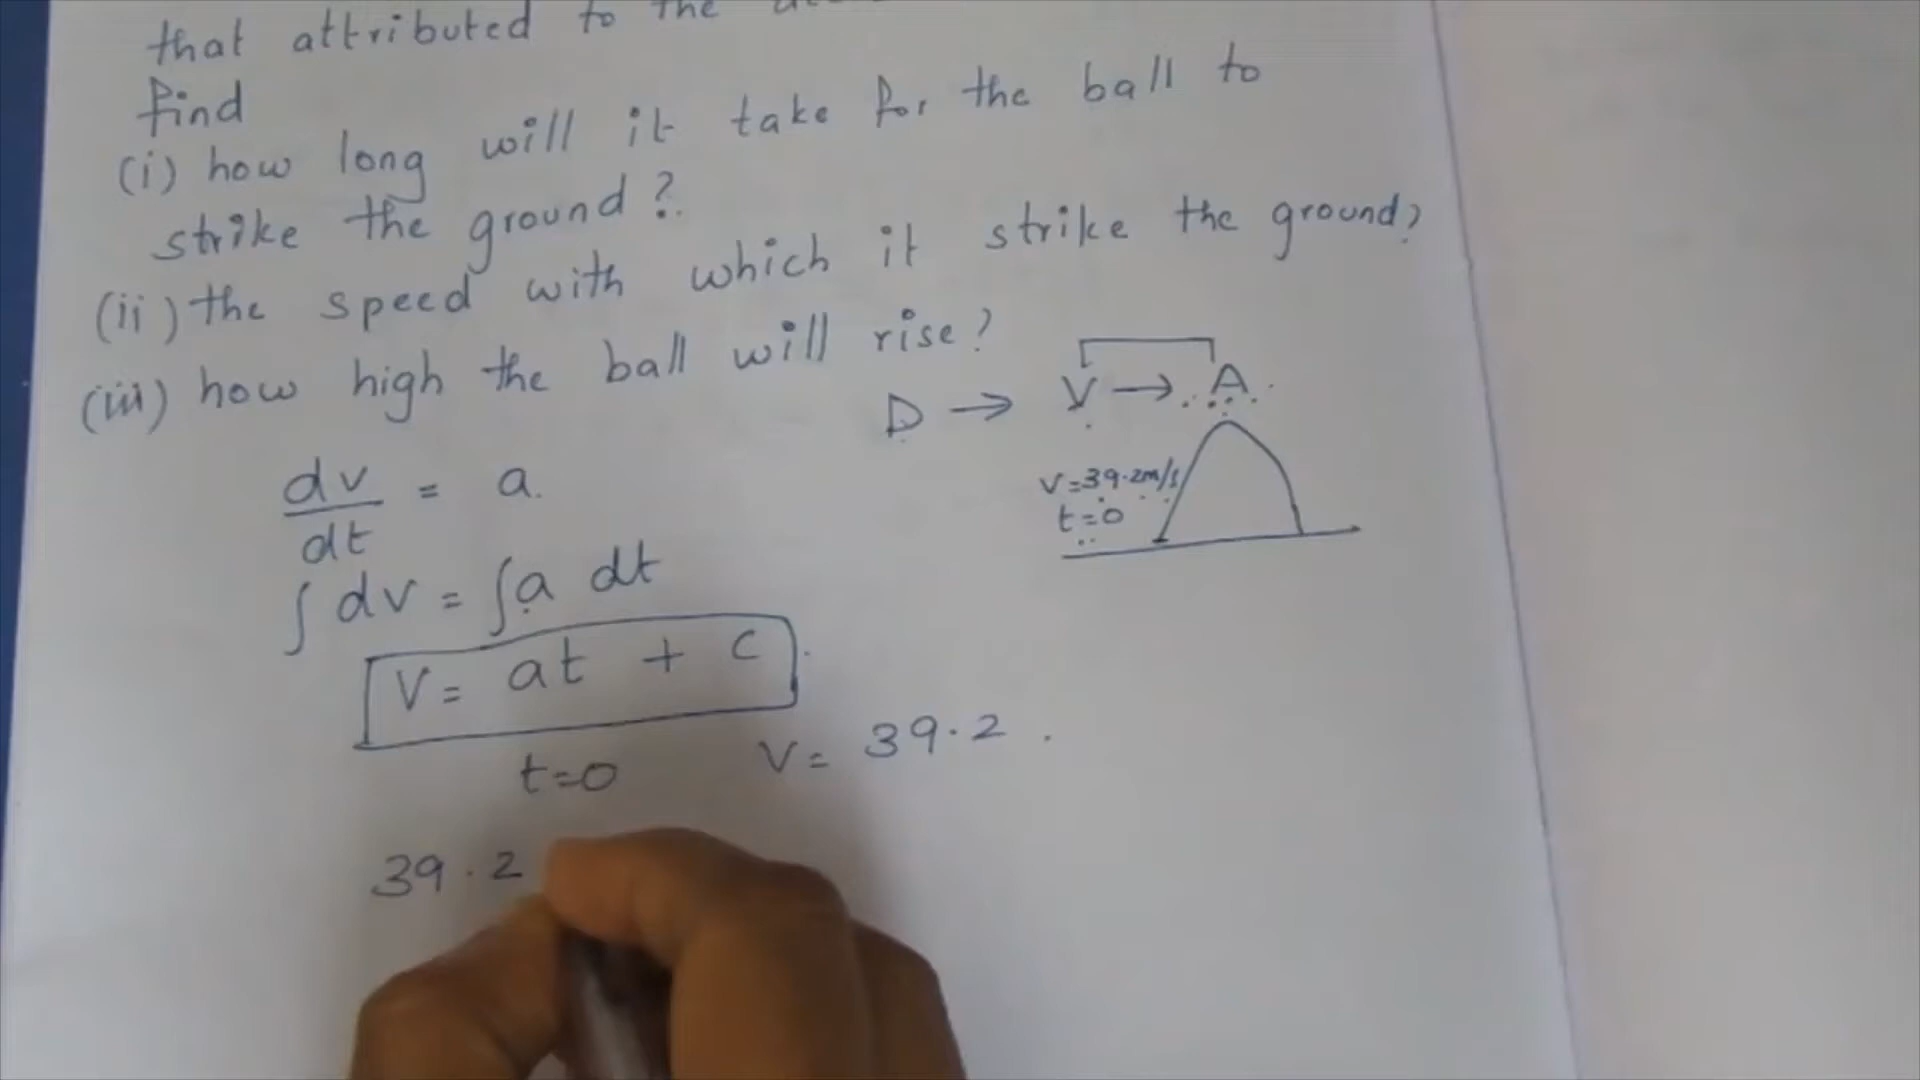 that attributed to the
find
(i) how long will it take for the ball to
strike the ground?
(ii) the speed with which it strike the ground?
(iii) how high the ball will rise?
D → V → A
dv/dt = a.
V=39.2m/s
t=0
∫dv = ∫a dt
V= at + c
t=0 V= 39.2
39.2